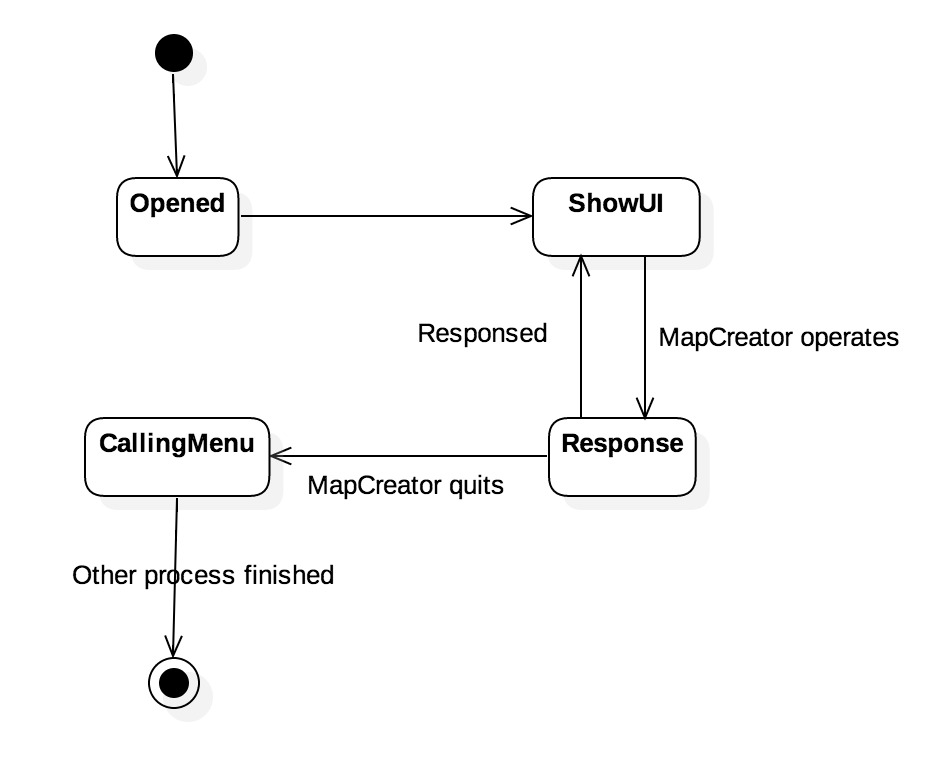 Opened
ShowUI
Responsed
MapCreator operates
CallingMenu
Response
MapCreator quits
Other process finished